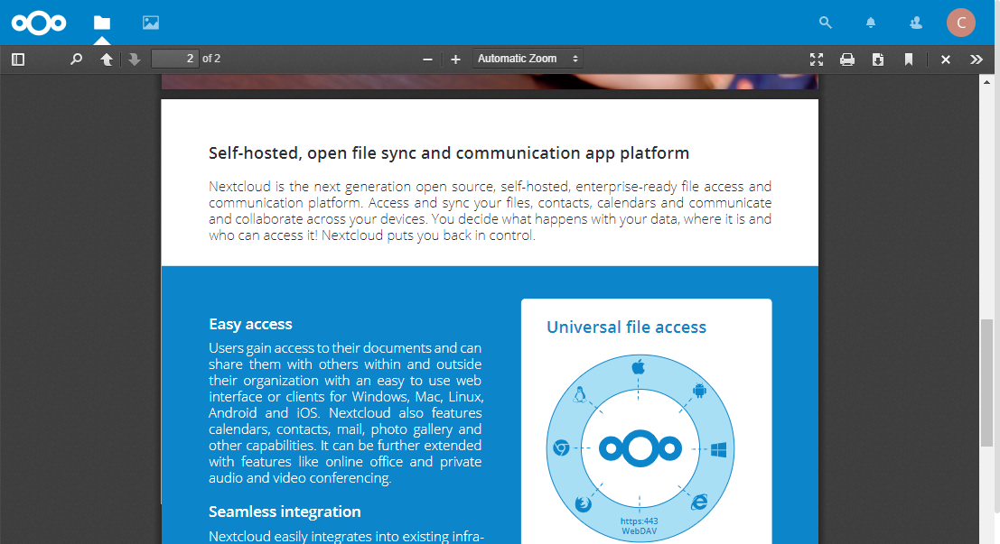 C
2 of 2
Automatic Zoom
Self-hosted, open file sync and communication app platform
Nextcloud is the next generation open source, self-hosted, enterprise-ready file access and
communication platform. Access and sync your files, contacts, calendars and communicate
and collaborate across your devices. You decide what happens with your data, where it is and
who can access it! Nextcloud puts you back in control.
Easy access
Users gain access to their documents and can
share them with others within and outside
their organization with an easy to use web
interface or clients for Windows, Mac, Linux,
Android and iOS. Nextcloud also features
calendars, contacts, mail, photo gallery and
other capabilities. It can be further extended
with features like online office and private
audio and video conferencing.
Seamless integration
Nextcloud easily integrates into existing infra-
Universal file access
https:443
WebDAV